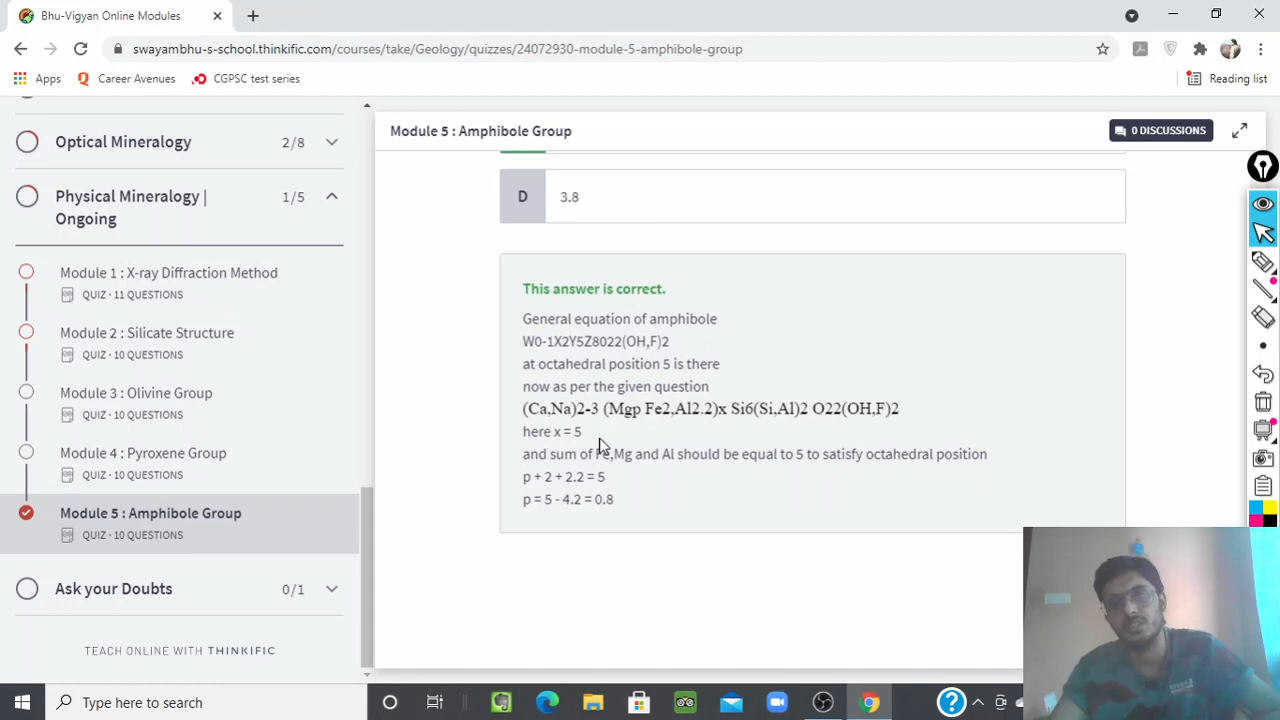 Bhu-Vigyan Online Modules
swayambhu-s-school.thinkific.com/courses/take/Geology/quizzes/24072930-module-5-amphibole-group
Apps
Career Avenues
CGPSC test series
Reading list
Optical Mineralogy
2/8
Physical Mineralogy |
Ongoing
1/5
Module 1 : X-ray Diffraction Method
QUIZ · 11 QUESTIONS
Module 2 : Silicate Structure
QUIZ · 10 QUESTIONS
Module 3 : Olivine Group
QUIZ · 10 QUESTIONS
Module 4 : Pyroxene Group
QUIZ · 10 QUESTIONS
Module 5 : Amphibole Group
QUIZ · 10 QUESTIONS
Ask your Doubts
0/1
TEACH ONLINE WITH THINKIFIC
Module 5 : Amphibole Group
0 DISCUSSIONS
D
3.8
This answer is correct.
General equation of amphibole
W0-1X2Y5Z8022(OH,F)2
at octahedral position 5 is there
now as per the given question
(Ca,Na)2-3 (Mgp Fe2,Al2.2)x Si6(Si,Al)2 O22(OH,F)2
here x = 5
and sum of Fe,Mg and Al should be equal to 5 to satisfy octahedral position
p + 2 + 2.2 = 5
p = 5 - 4.2 = 0.8
Type here to search